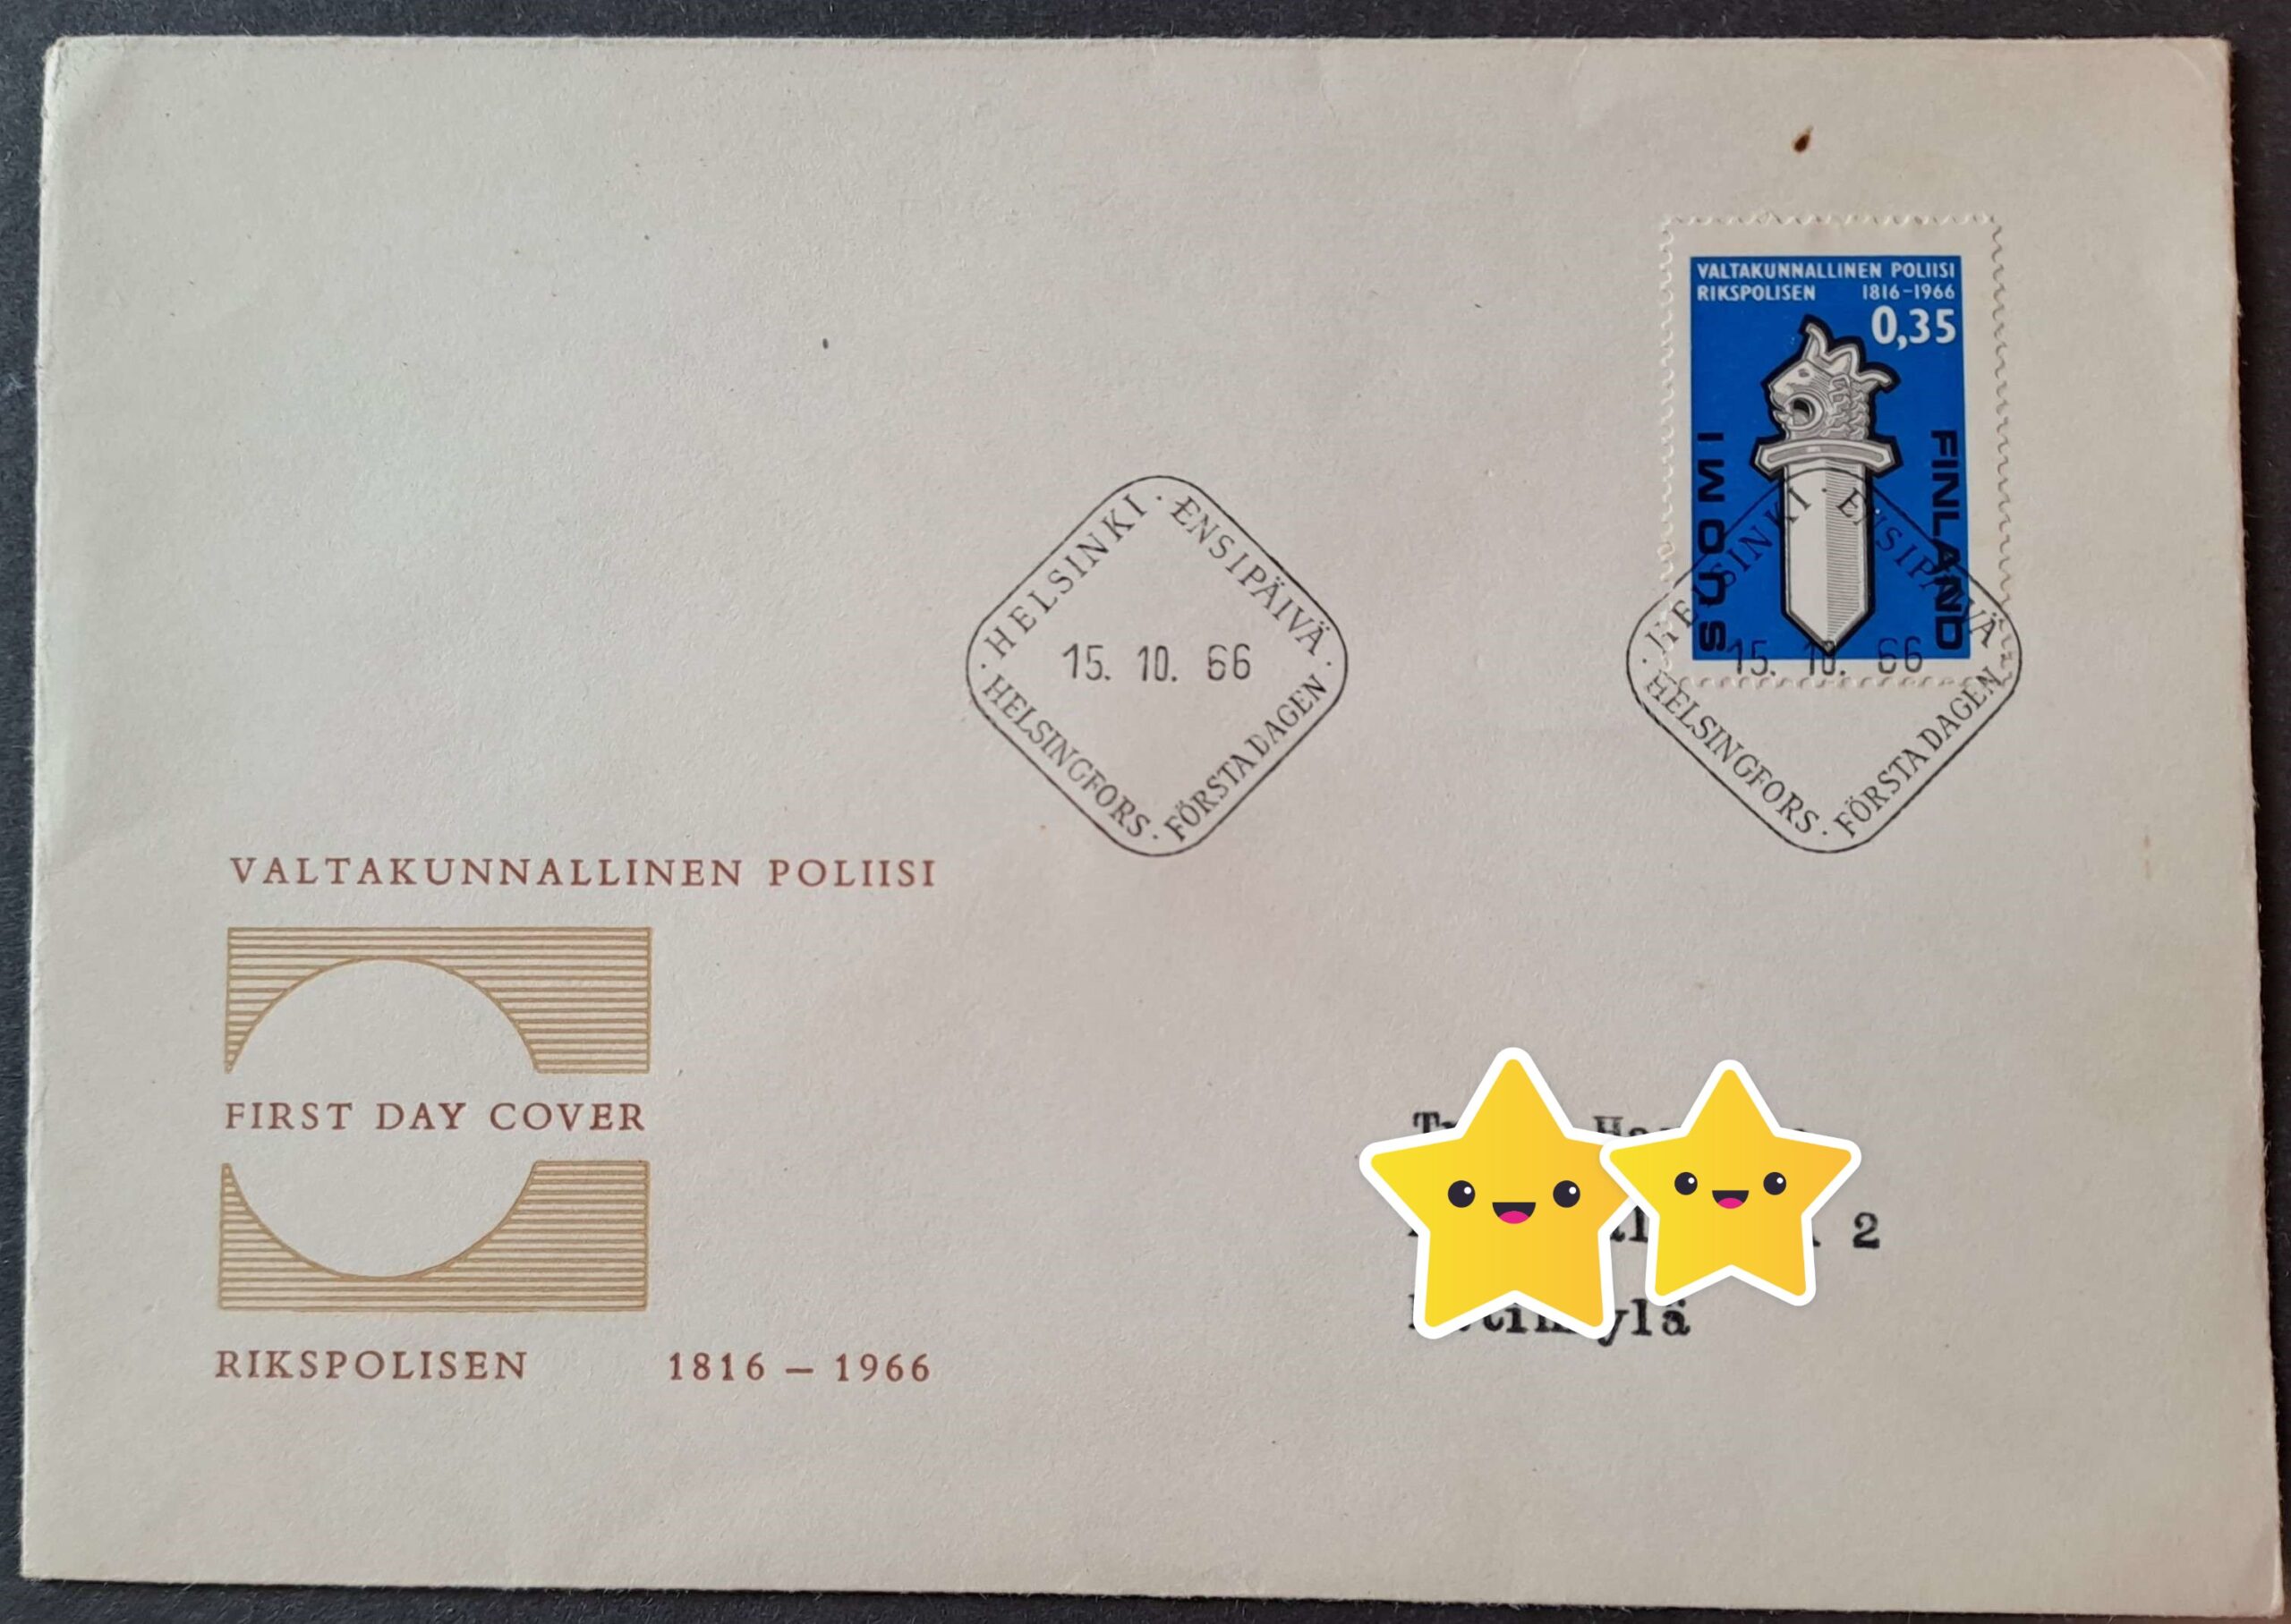 VALTAKUNNALLINEN POLIISI
RIKSPOLISEN 1816-1966
0,35
SUOMI
FINLAND
HELSINKI · ENSIPÄIVÄ
15. 10. 66
HELSINGFORS · FÖRSTA DAGEN
HELSINKI · ENSIPÄIVÄ
15. 10. 66
HELSINGFORS · FÖRSTA DAGEN
VALTAKUNNALLINEN POLIISI
FIRST DAY COVER
RIKSPOLISEN 1816 – 1966
2